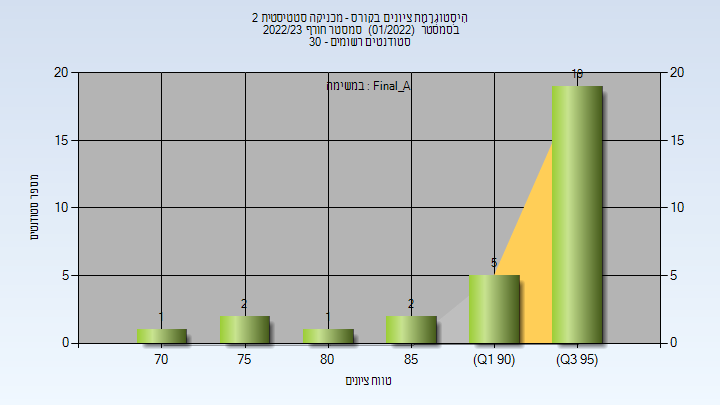 היסטוגרמת ציונים בקורס - מכניקה סטטיסטית 2
בסמסטר (01/2022) סמסטר חורף 2022/23
סטודנטים רשומים - 30
במשימה : Final_A
מספר סטודנטים
20
15
10
5
0
20
15
10
5
0
1
2
1
2
5
19
70
75
80
85
(Q1 90)
(Q3 95)
טווח ציונים